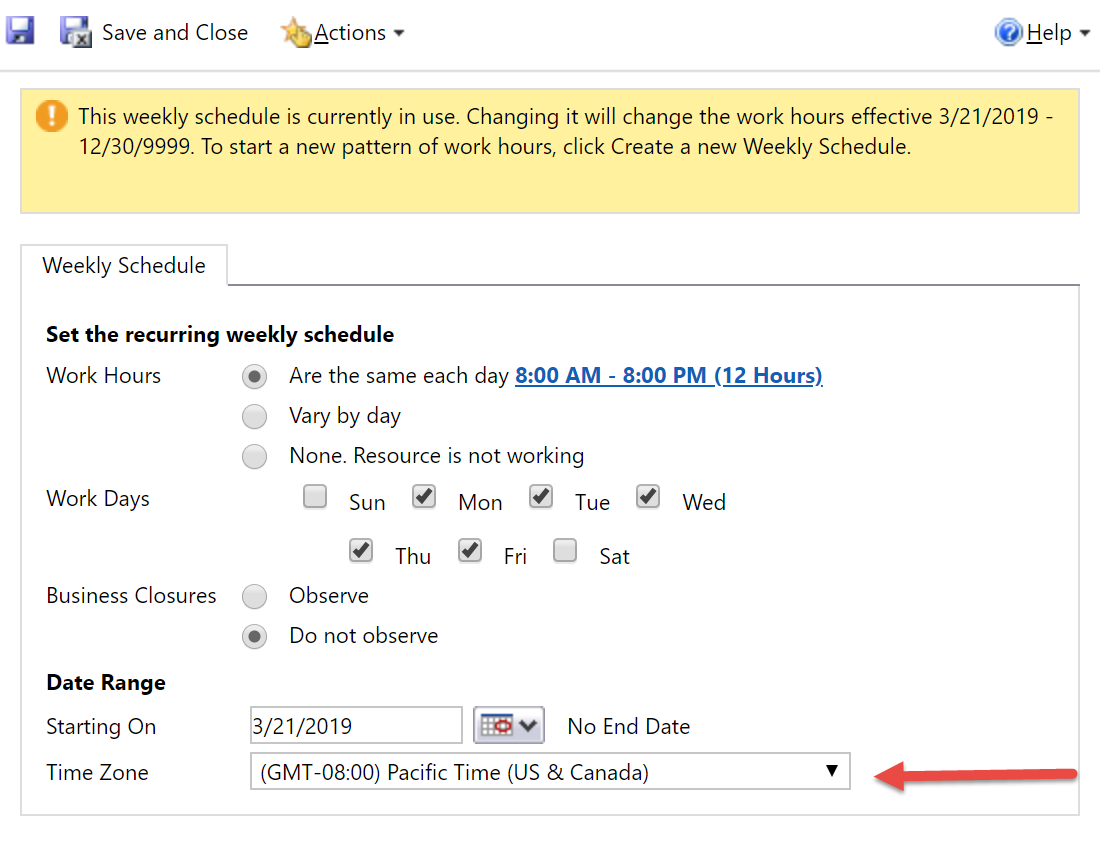 Save and Close Actions Help
This weekly schedule is currently in use. Changing it will change the work hours effective 3/21/2019 -
12/30/9999. To start a new pattern of work hours, click Create a new Weekly Schedule.
Weekly Schedule
Set the recurring weekly schedule
Work Hours Are the same each day 8:00 AM - 8:00 PM (12 Hours)
Vary by day
None. Resource is not working
Work Days Sun Mon Tue Wed
Thu Fri Sat
Business Closures Observe
Do not observe
Date Range
Starting On 3/21/2019 No End Date
Time Zone (GMT-08:00) Pacific Time (US & Canada)